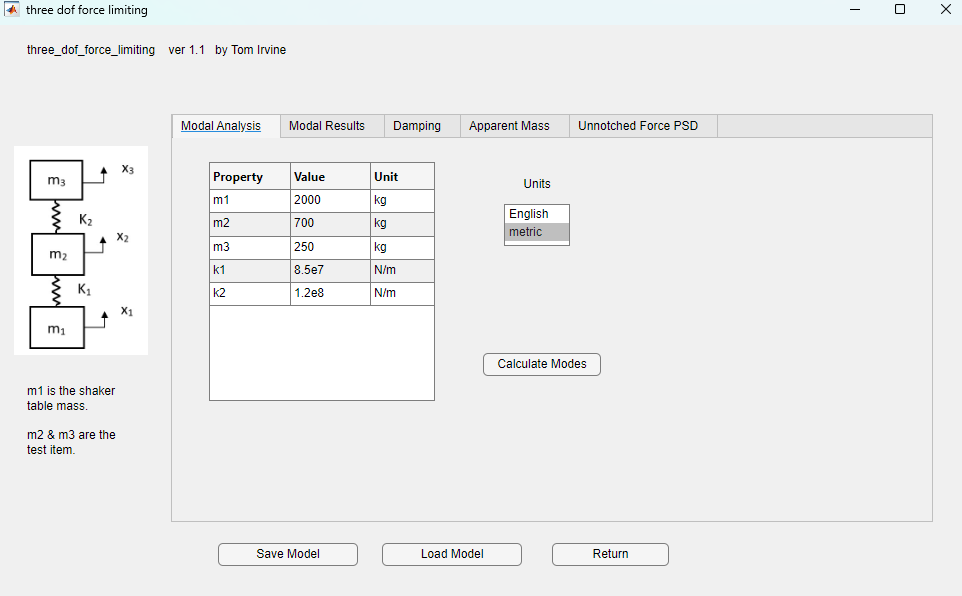 three dof force limiting
three_dof_force_limiting ver 1.1 by Tom Irvine
Modal Analysis Modal Results Damping Apparent Mass Unnotched Force PSD
m3 x3
K2
m2 x2
K1
m1 x1
m1 is the shaker
table mass.
m2 & m3 are the
test item.
Property Value Unit
m1 2000 kg
m2 700 kg
m3 250 kg
k1 8.5e7 N/m
k2 1.2e8 N/m
Units
English
metric
Calculate Modes
Save Model Load Model Return